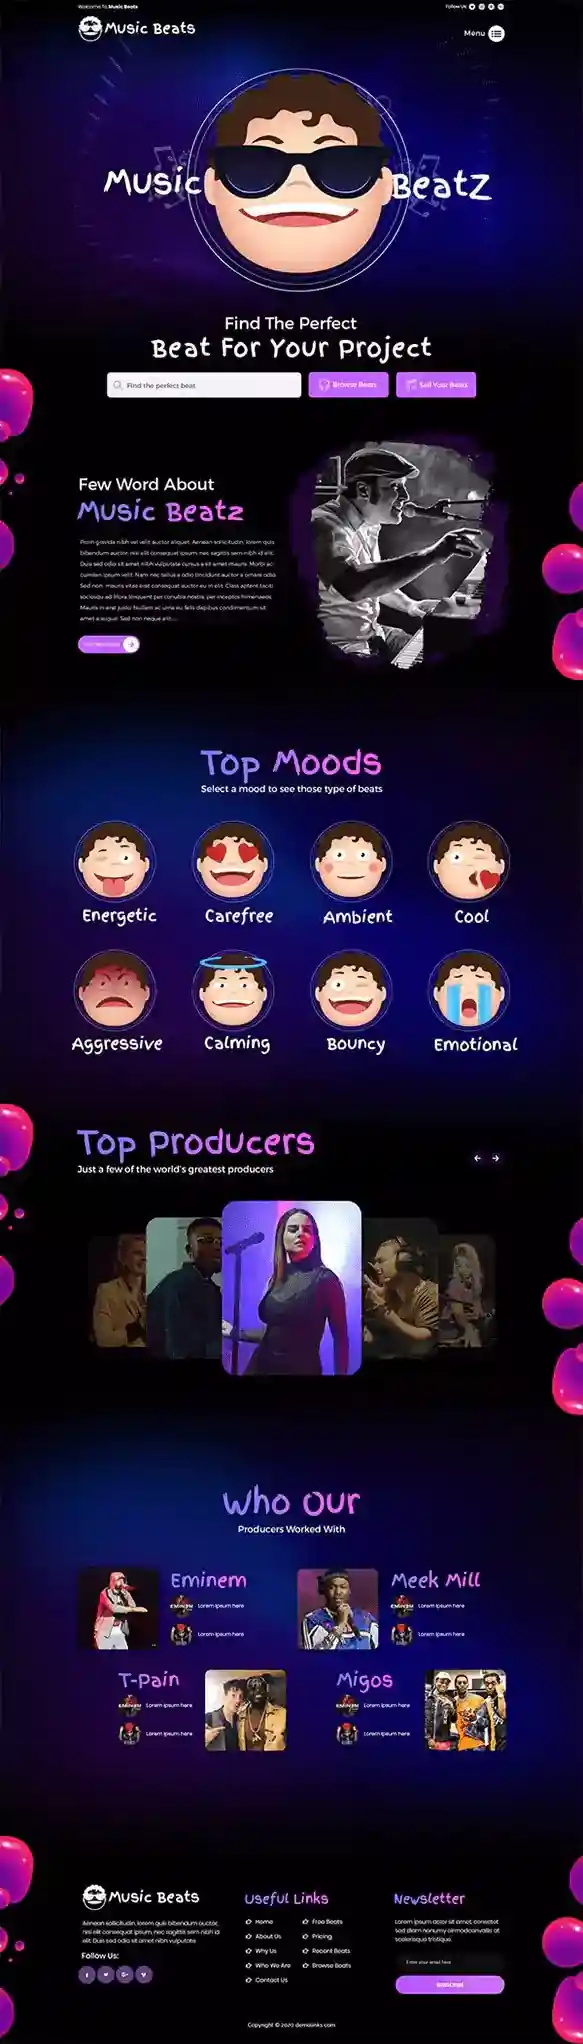 Welcome To Music Beats
Follow Us
Music Beats
Menu
Music
Beatz
Find The Perfect
Beat For Your Project
Find the perfect beat
Browse Beats
Sell Your Beats
Few Word About
Music Beatz
Proin gravida nibh vel velit auctor aliquet. Aenean sollicitudin, lorem quis
bibendum auctor, nisi elit consequat ipsum, nec sagittis sem nibh id elit.
Duis sed odio sit amet nibh vulputate cursus a sit amet mauris. Morbi ac
cumsan ipsum velit. Nam nec tellus a odio tincidunt auctor a ornare odio
Sed non mauris vitae erat consequat auctor eu in elit. Class aptent taciti
sociosqu ad litora torquent per conubia nostra, per inceptos himenaeos.
Mauris in erat justo. Nullam ac urna eu felis dapibus condimentum sit
amet a augue. Sed non neque elit...
Top Moods
Select a mood to see those type of beats
Energetic
Carefree
Ambient
Cool
Aggressive
Calming
Bouncy
Emotional
Top Producers
Just a few of the world's greatest producers
Who Our
Producers Worked With
Eminem
Lorem ipsum here
Lorem ipsum here
Meek Mill
Lorem ipsum here
Lorem ipsum here
T-Pain
Lorem ipsum here
Lorem ipsum here
Migos
Lorem ipsum here
Lorem ipsum here
Music Beats
Aenean sollicitudin, lorem quis bibendum auctor,
nisi elit consequat ipsum, nec sagittis sem nibh id
elit. Duis sed odio sit amet nibh vulputate
Follow Us:
Useful Links
Home
Free Beats
About Us
Pricing
Why Us
Recent Beats
Who We Are
Browse Beats
Contact Us
Newsletter
Lorem ipsum dolor sit amet, consetet
sed diam nonumy
scelerisque tristique.
Enter your email here
Copyright © 2020 demolinks.com